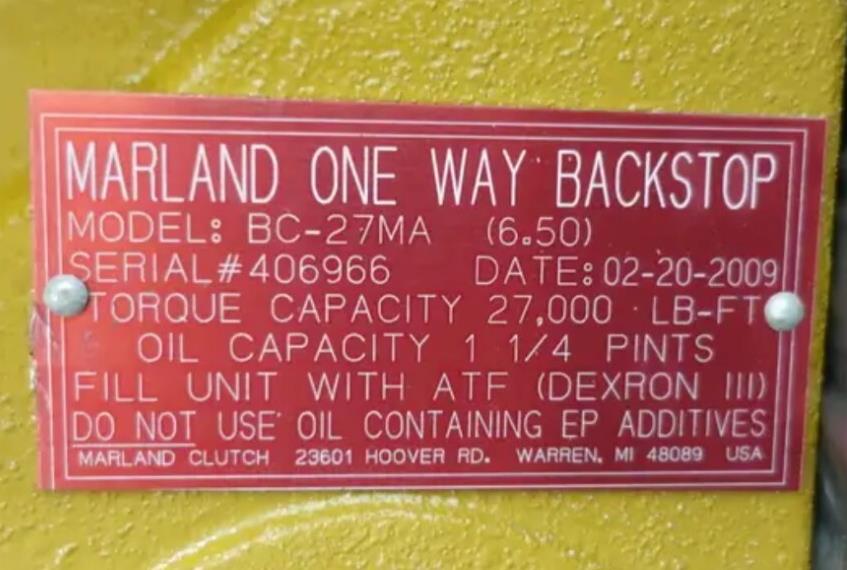 MARLAND ONE WAY BACKSTOP
MODEL: BC-27MA (6.50)
SERIAL#406966 DATE: 02-20-2009
TORQUE CAPACITY 27,000 LB-FT
OIL CAPACITY 1 1/4 PINTS
FILL UNIT WITH ATF (DEXRON III)
DO NOT USE OIL CONTAINING EP ADDITIVES
MARLAND CLUTCH 23601 HOOVER RD. WARREN, MI 48089 USA